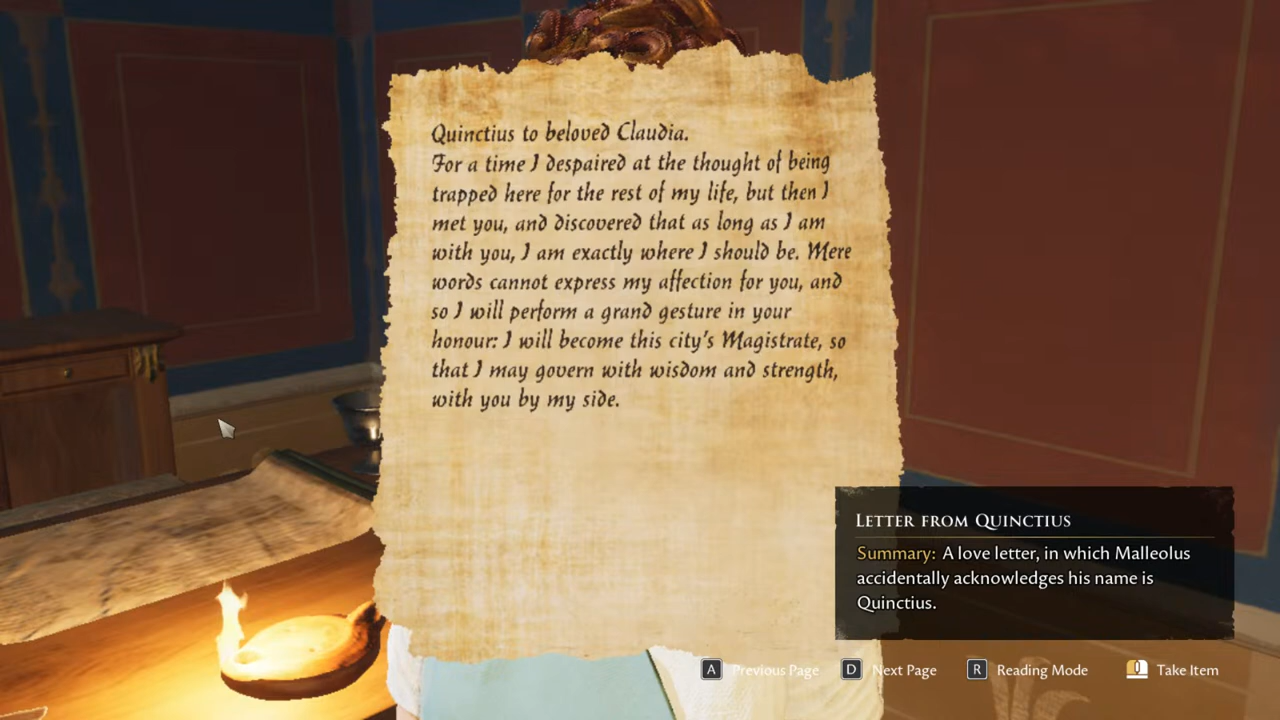 Quinctius to beloved Claudia.
For a time I despaired at the thought of being
trapped here for the rest of my life, but then I
met you, and discovered that as long as I am
with you, I am exactly where I should be. Mere
words cannot express my affection for you, and
so I will perform a grand gesture in your
honour: I will become this city's Magistrate, so
that I may govern with wisdom and strength,
with you by my side.
LETTER FROM QUINCTIUS
Summary: A love letter, in which Malleolus
accidentally acknowledges his name is
Quinctius.
A Previous Page D Next Page R Reading Mode Take Item